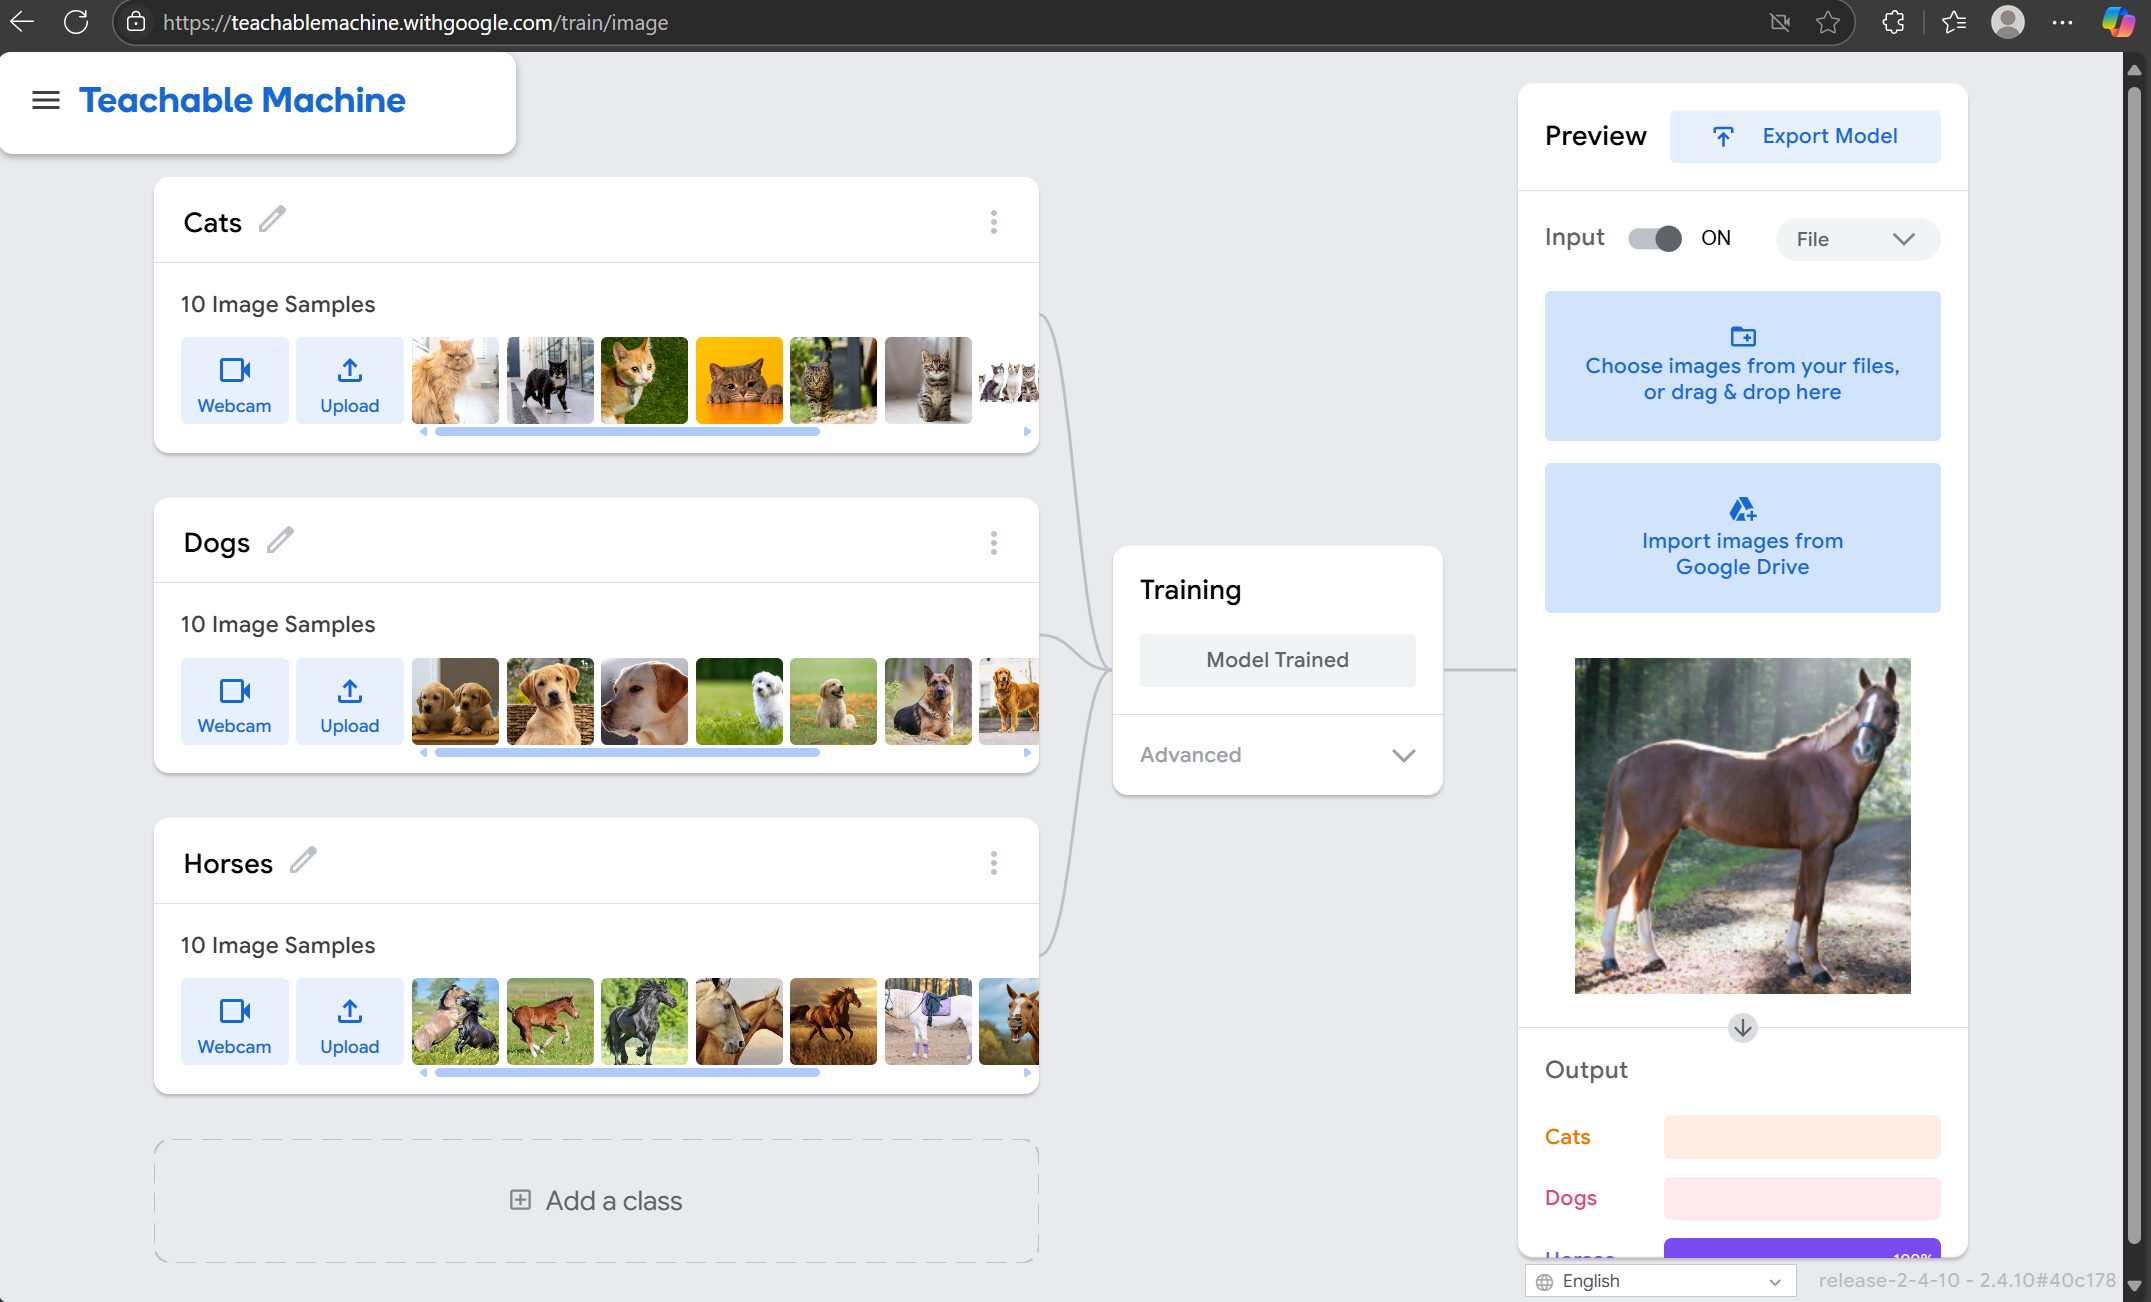 https://teachablemachine.withgoogle.com/train/image
Teachable Machine
Cats
10 Image Samples
Webcam
Upload
Dogs
10 Image Samples
Webcam
Upload
Horses
10 Image Samples
Webcam
Upload
Add a class
Training
Model Trained
Advanced
Preview
Export Model
Input
ON
File
Choose images from your files,
or drag & drop here
Import images from
Google Drive
Output
Cats
Dogs
Horses
100%
English
release-2-4-10 - 2.4.10#40c178